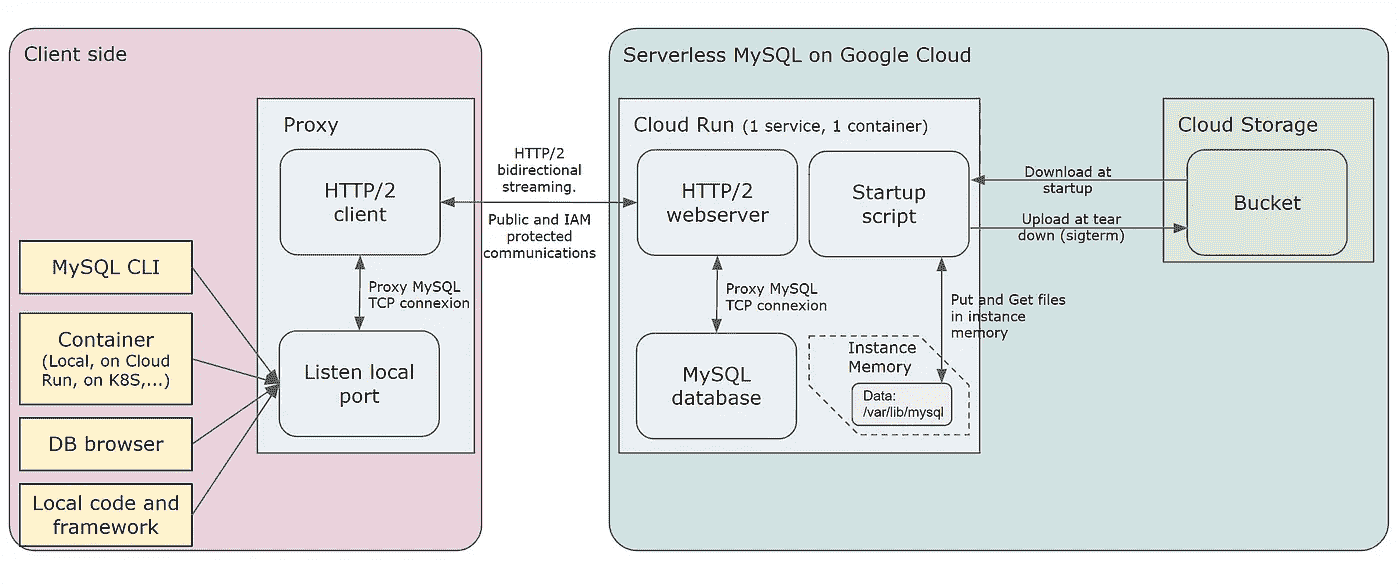 Client side
Proxy
HTTP/2
client
Proxy MySQL
TCP connexion
Listen local
port
MySQL CLI
Container
(Local, on Cloud
Run, on K8S,...)
DB browser
Local code and
framework
HTTP/2
bidirectional
streaming.
Public and IAM
protected
communications
Serverless MySQL on Google Cloud
Cloud Run (1 service, 1 container)
HTTP/2
webserver
Proxy MySQL
TCP connexion
MySQL
database
Startup
script
Put and Get files
in instance
memory
Instance
Memory
Data:
/var/lib/mysql
Download at
startup
Upload at tear
down (sigterm)
Cloud Storage
Bucket